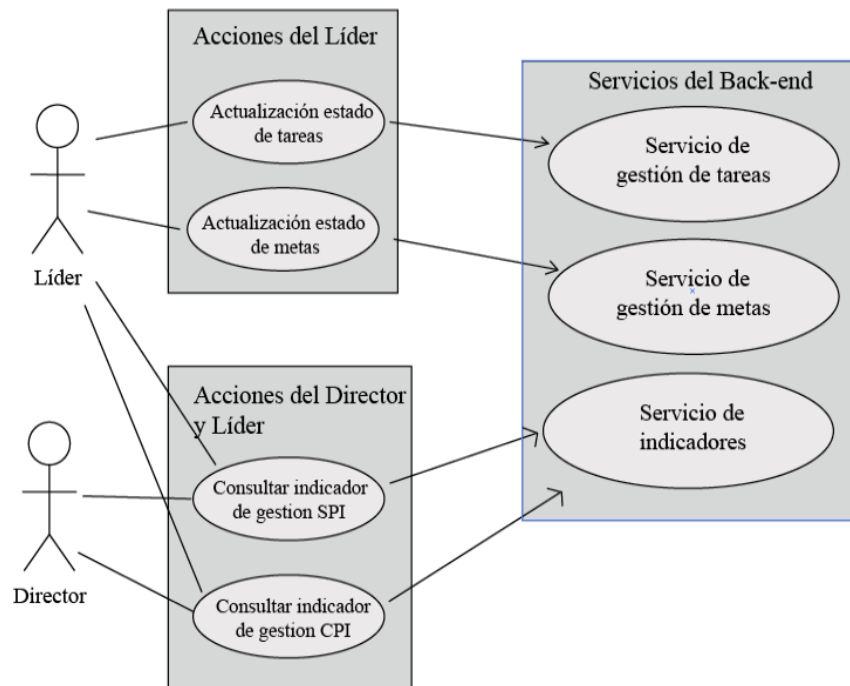 Acciones del Líder
Actualización estado
de tareas
Actualización estado
de metas
Líder
Servicios del Back-end
Servicio de
gestión de tareas
Servicio de
gestión de metas
Servicio de
indicadores
Acciones del Director
y Líder
Consultar indicador
de gestion SPI
Consultar indicador
de gestion CPI
Director